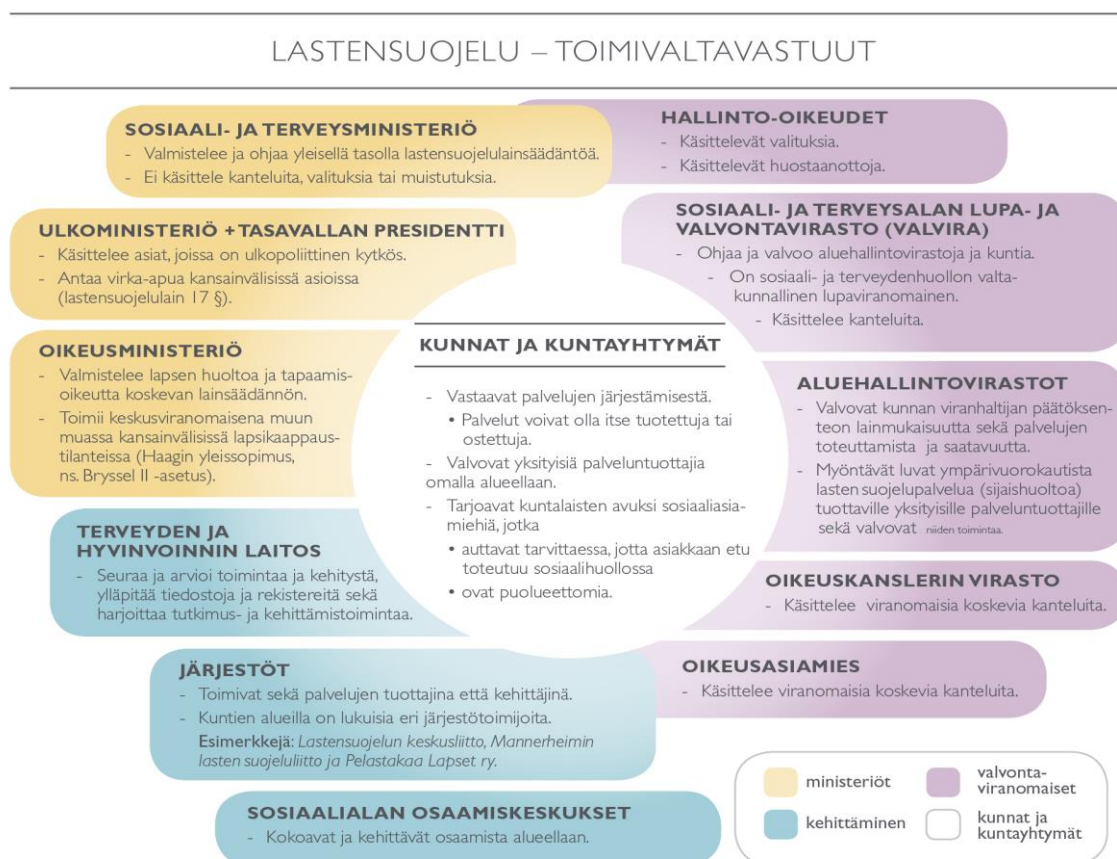 LASTENSUOJELU – TOIMIVALTAVASTUUT
SOSIAALI- JA TERVEYSMINISTERIÖ
- Valmistelee ja ohjaa yleisellä tasolla lastensuojelulainsäädäntöä.
- Ei käsittele kanteluita, valituksia tai muistutuksia.
HALLINTO-OIKEUDET
- Käsittelevät valituksia.
- Käsittelevät huostaanottoja.
ULKOMINISTERIÖ + TASAVALLAN PRESIDENTTI
- Käsittelee asiat, joissa on ulkopoliittinen kytkös.
- Antaa virka-apua kansainvälisissä asioissa
(lastensuojelulain 17 §).
SOSIAALI- JA TERVEYSALAN LUPA- JA
VALVONTAVIRASTO (VALVIRA)
- Ohjaa ja valvoo aluehallintovirastoja ja kuntia.
- On sosiaali- ja terveydenhuollon valta-
kunnallinen lupaviranomainen.
- Käsittelee kanteluita.
OIKEUSMINISTERIÖ
- Valmistelee lapsen huoltoa ja tapaamis-
oikeutta koskevan lainsäädännön.
- Toimii keskusviranomaisena muun
muassa kansainvälisissä lapsikaappaus-
tilanteissa (Haagin yleissopimus,
ns. Bryssel II -asetus).
KUNNAT JA KUNTAYHTYMÄT
- Vastaavat palvelujen järjestämisestä.
• Palvelut voivat olla itse tuotettuja tai
ostettuja.
- Valvovat yksityisiä palveluntuottajia
omalla alueellaan.
- Tarjoavat kuntalaisten avuksi sosiaaliasia-
miehiä, jotka
• auttavat tarvittaessa, jotta asiakkaan etu
toteutuu sosiaalihuollossa
• ovat puolueettomia.
ALUEHALLINTOVIRASTOT
- Valvovat kunnan viranhaltijan päätöksen-
teon lainmukaisuutta sekä palvelujen
toteuttamista ja saatavuutta.
- Myöntävät luvat ympärivuorokautista
lasten suojelupalvelua (sijaishuoltoa)
tuottaville yksityisille palveluntuottajille
sekä valvovat niiden toimintaa.
TERVEYDEN JA
HYVINVOINNIN LAITOS
- Seuraa ja arvioi toimintaa ja kehitystä,
ylläpitää tiedostoja ja rekistereitä sekä
harjoittaa tutkimus- ja kehittämistoimintaa.
OIKEUSKANSLERIN VIRASTO
- Käsittelee viranomaisia koskevia kanteluita.
JÄRJESTÖT
- Toimivat sekä palvelujen tuottajina että kehittäjinä.
- Kuntien alueilla on lukuisia eri järjestötoimijoita.
Esimerkkejä: Lastensuojelun keskusliitto, Mannerheimin
lasten suojeluliitto ja Pelastakaa Lapset ry.
OIKEUSASIAMIES
- Käsittelee viranomaisia koskevia kanteluita.
SOSIAALIALAN OSAAMISKESKUKSET
- Kokoavat ja kehittävät osaamista alueellaan.
ministeriöt
valvonta-
viranomaiset
kehittäminen
kunnat ja
kuntayhtymät